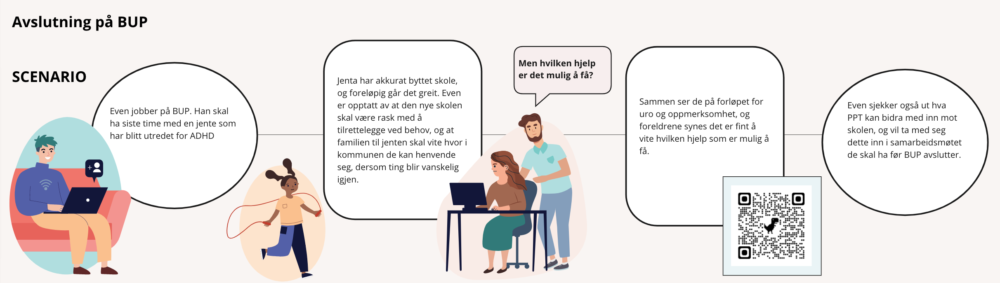 Avslutning på BUP
SCENARIO
Even jobber på BUP. Han skal
ha siste time med en jente som
har blitt utredet for ADHD
Jenta har akkurat byttet skole,
og foreløpig går det greit. Even
er opptatt av at den nye skolen
skal være rask med å
tilrettelegge ved behov, og at
familien til jenten skal vite hvor i
kommunen de kan henvende
seg, dersom ting blir vanskelig
igjen.
Men hvilken hjelp
er det mulig å få?
Sammen ser de på forløpet for
uro og oppmerksomhet, og
foreldrene synes det er fint å
vite hvilken hjelp som er mulig å
få.
Even sjekker også ut hva
PPT kan bidra med inn mot
skolen, og vil ta med seg
dette inn i samarbeidsmøtet
de skal ha før BUP avslutter.